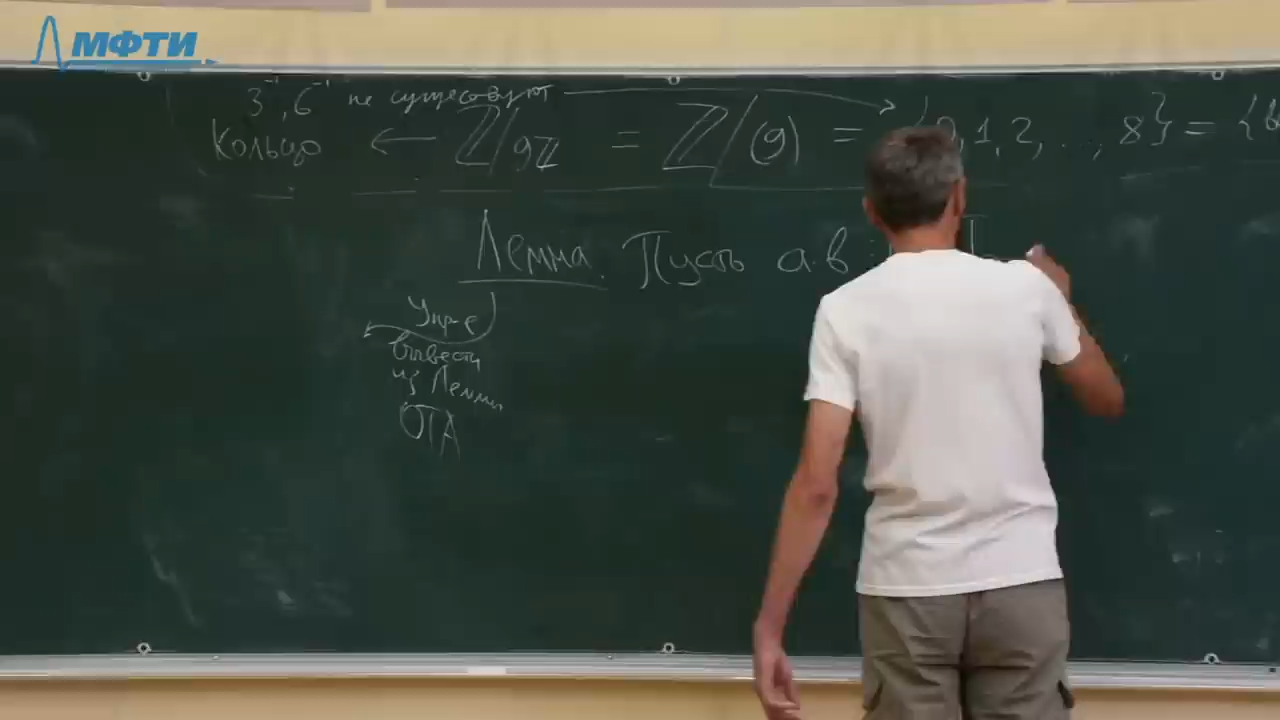 МФТИ
3⁻¹, 6⁻¹ не существуют
Кольцо ← ℤ/9ℤ = ℤ/(9) = {0, 1, 2, ..., 8} = {
Лемма. Пусть a·b
Упр-е
Вывести
из Леммы
ОТА